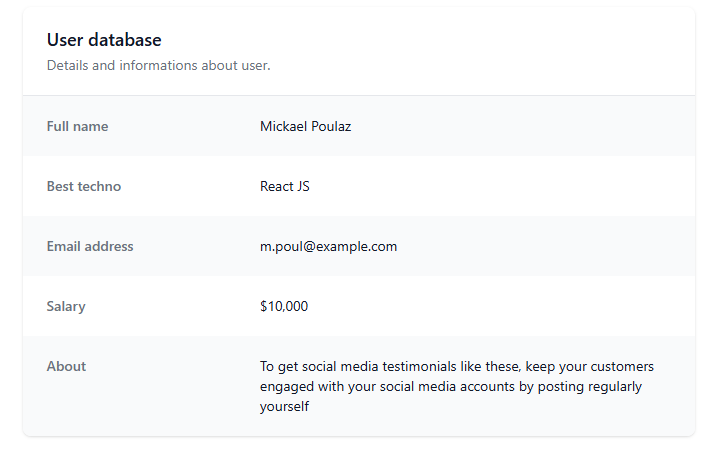 User database
Details and informations about user.
Full name Mickael Poulaz
Best techno React JS
Email address m.poul@example.com
Salary $10,000
About To get social media testimonials like these, keep your customers
engaged with your social media accounts by posting regularly
yourself